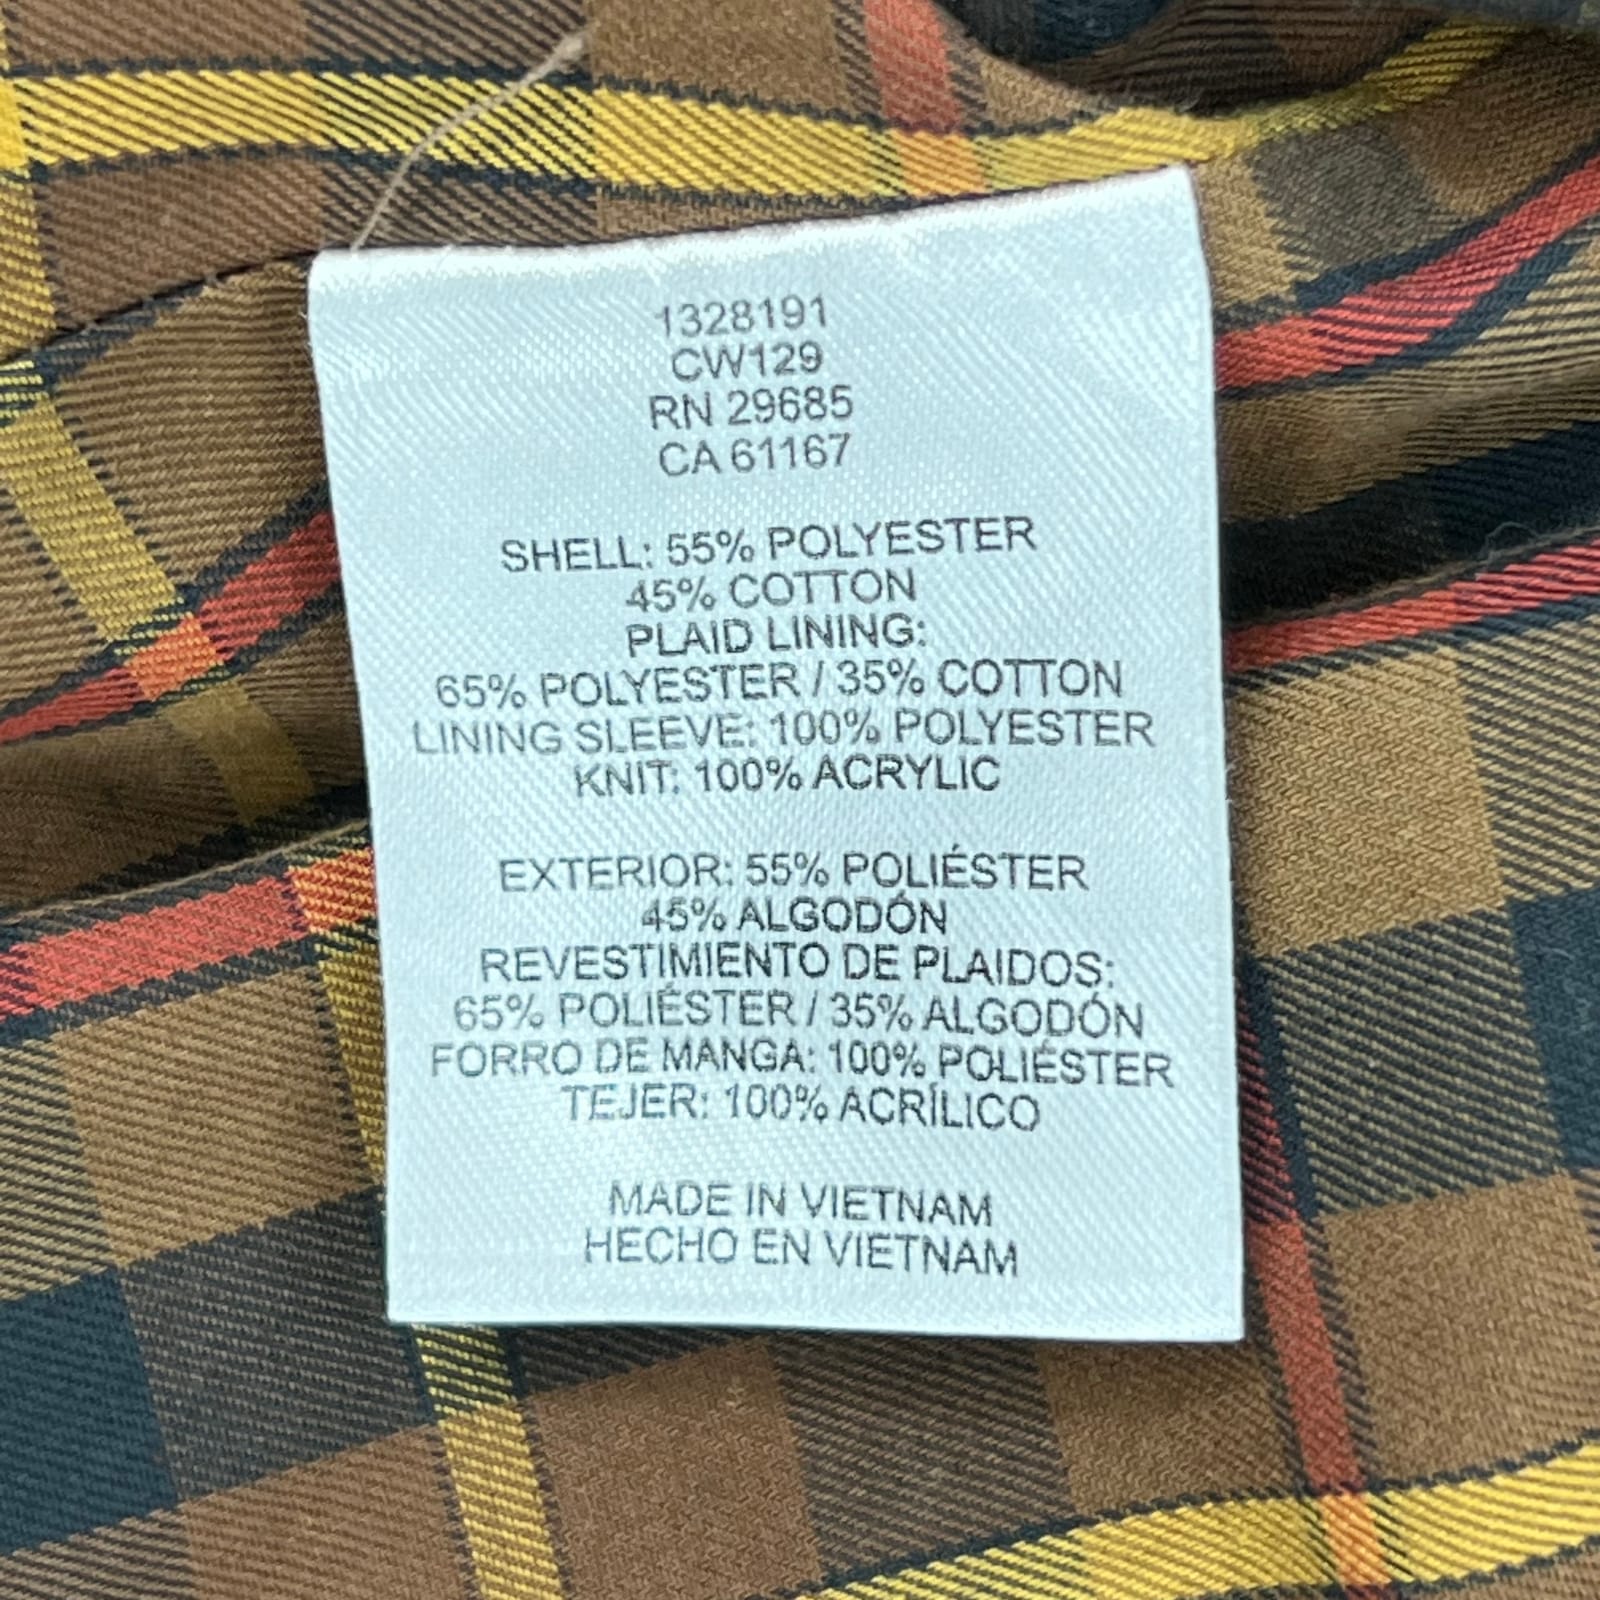 1328191
CW129
RN 29685
CA 61167
SHELL: 55% POLYESTER
45% COTTON
PLAID LINING:
65% POLYESTER / 35% COTTON
LINING SLEEVE: 100% POLYESTER
KNIT: 100% ACRYLIC
EXTERIOR: 55% POLIÉSTER
45% ALGODÓN
REVESTIMIENTO DE PLAIDOS:
65% POLIÉSTER / 35% ALGODÓN
FORRO DE MANGA: 100% POLIÉSTER
TEJER: 100% ACRÍLICO
MADE IN VIETNAM
HECHO EN VIETNAM